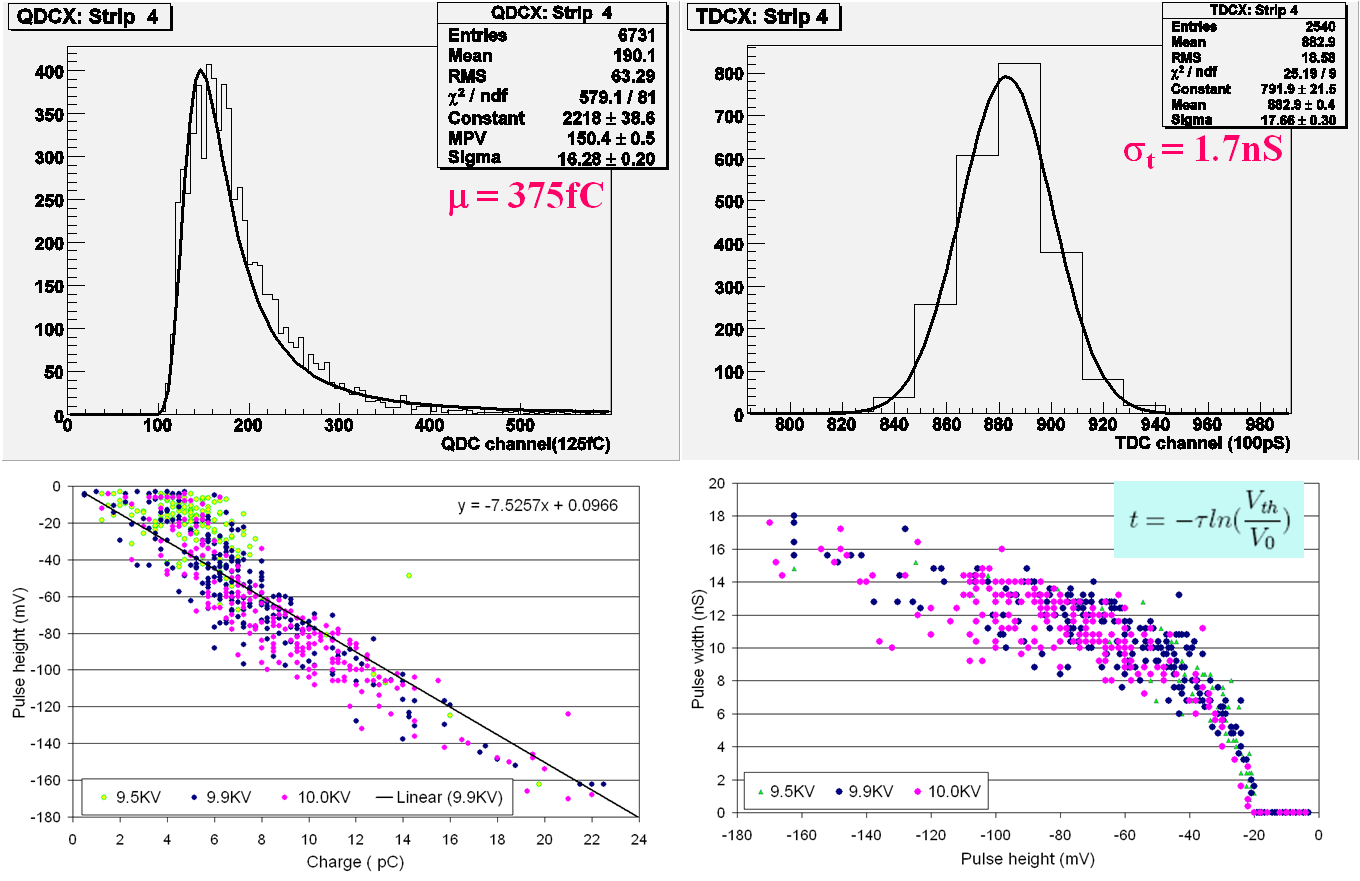 QDCX: Strip 4
QDCX: Strip 4
Entries 6731
Mean 190.1
RMS 63.29
χ² / ndf 579.1 / 81
Constant 2218 ± 38.6
MPV 150.4 ± 0.5
Sigma 16.28 ± 0.20
μ = 375fC
400
350
300
250
200
150
100
50
0
0 100 200 300 400 500
QDC channel(125fC)
TDCX: Strip 4
TDCX: Strip 4
Entries 2540
Mean 882.9
RMS 18.58
χ² / ndf 25.19 / 9
Constant 791.9 ± 21.5
Mean 882.9 ± 0.4
Sigma 17.66 ± 0.30
σt = 1.7nS
800
700
600
500
400
300
200
100
0
800 820 840 860 880 900 920 940 960 980
TDC channel (100pS)
y = -7.5257x + 0.0966
Pulse height (mV)
0
-20
-40
-60
-80
-100
-120
-140
-160
-180
9.5KV 9.9KV 10.0KV Linear (9.9KV)
0 2 4 6 8 10 12 14 16 18 20 22 24
Charge ( pC)
t = −τln(Vth/V0)
Pulse width (nS)
20
18
16
14
12
10
8
6
4
2
0
9.5KV 9.9KV 10.0KV
-180 -160 -140 -120 -100 -80 -60 -40 -20 0
Pulse height (mV)